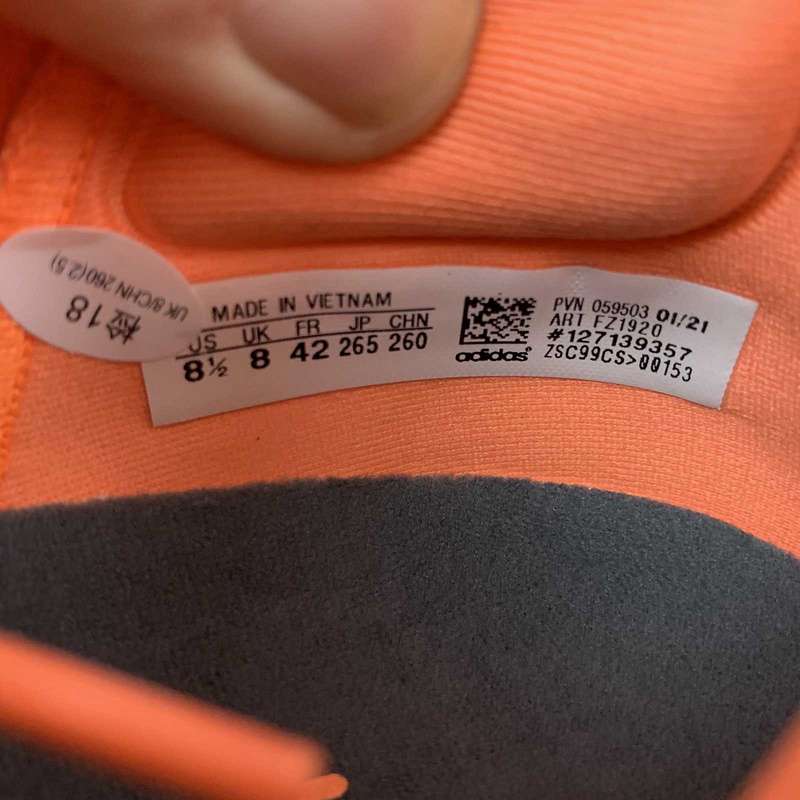 UK 8/CHN 260(2.5)
检18
MADE IN VIETNAM
US UK FR JP CHN
8½ 8 42 265 260
adidas®
PVN 059503 01/21
ART FZ1920
#127139357
ZSC99CS>00153